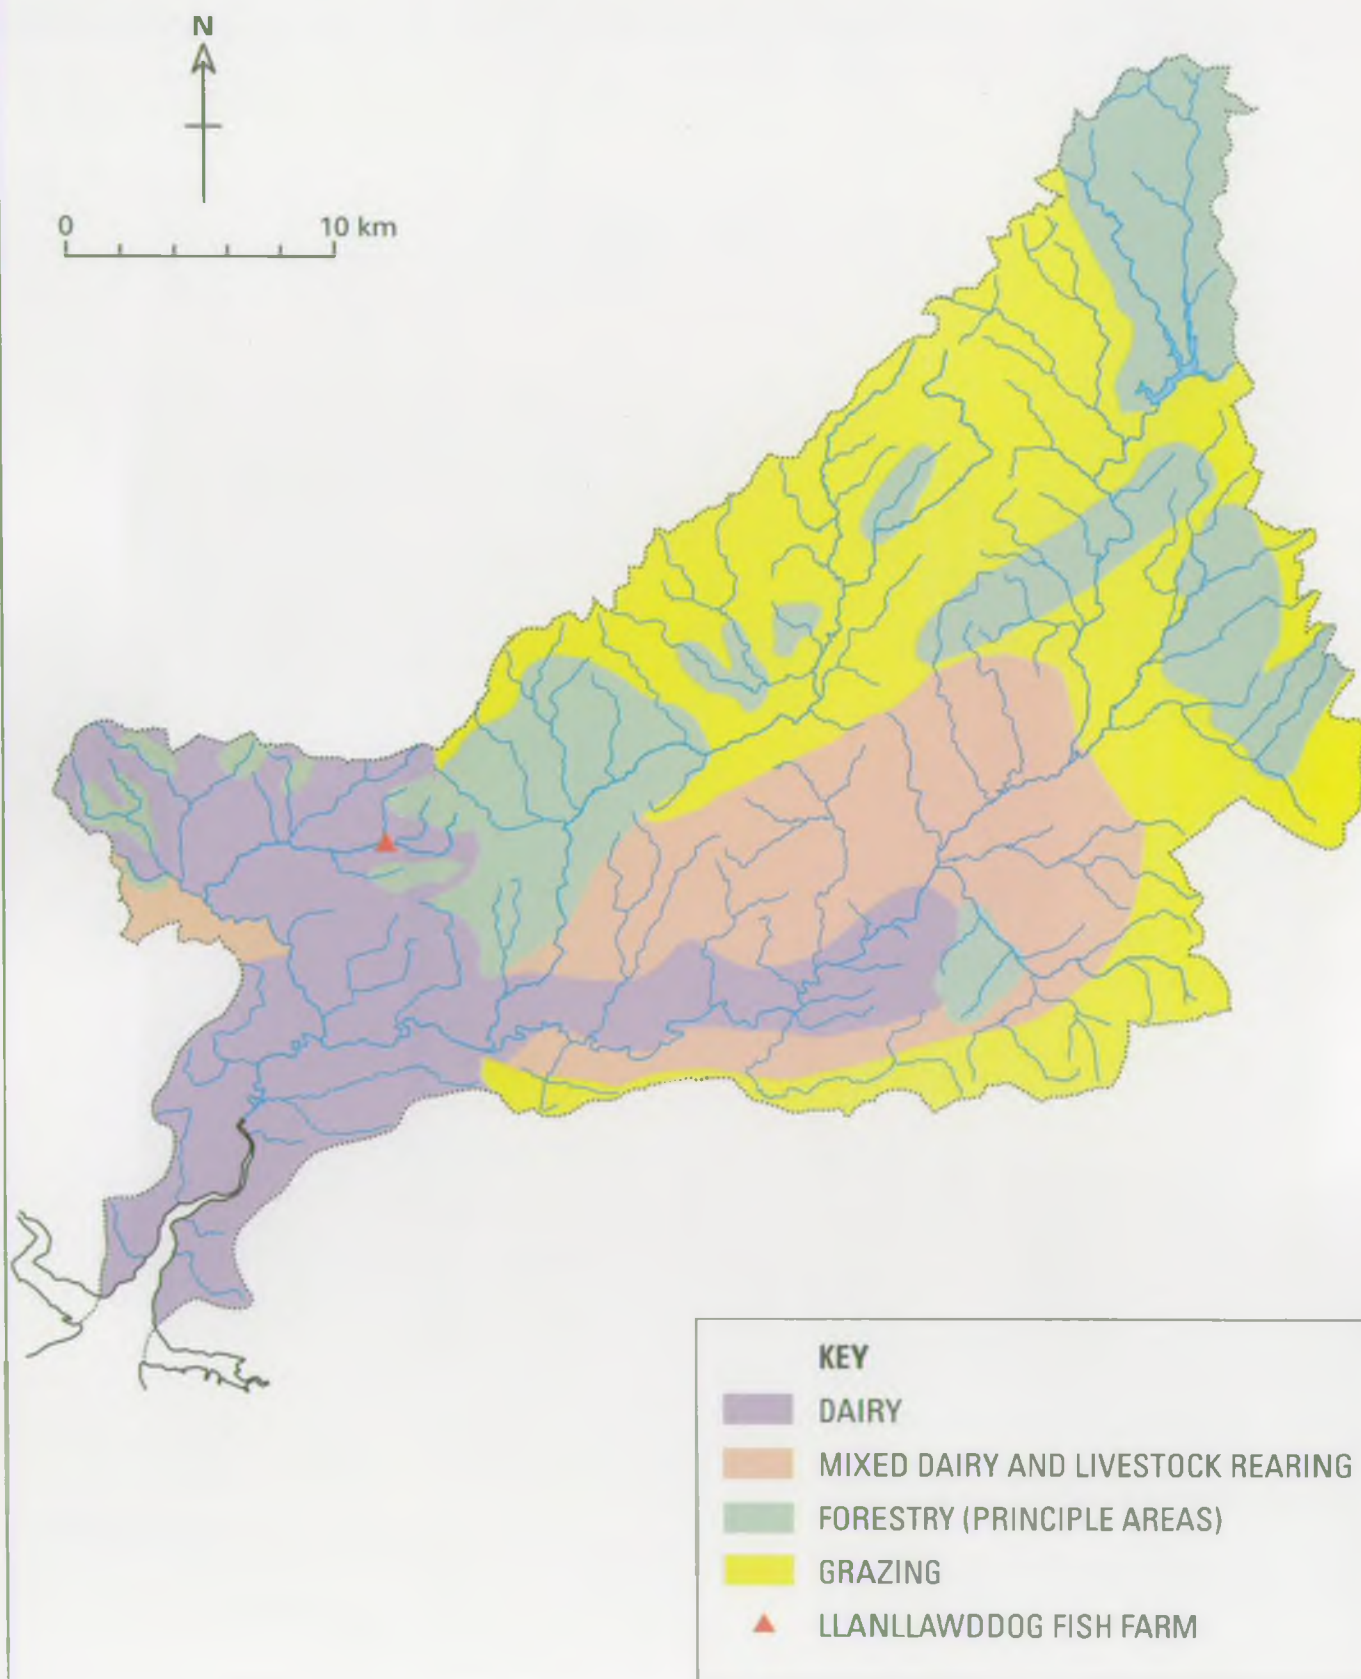 N
0 10 km
KEY
DAIRY
MIXED DAIRY AND LIVESTOCK REARING
FORESTRY (PRINCIPLE AREAS)
GRAZING
LLANLLAWDDOG FISH FARM